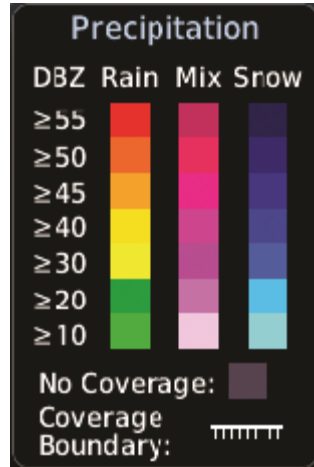 Precipitation
DBZ Rain Mix Snow
≥55
≥50
≥45
≥40
≥30
≥20
≥10
No Coverage:
Coverage
Boundary: